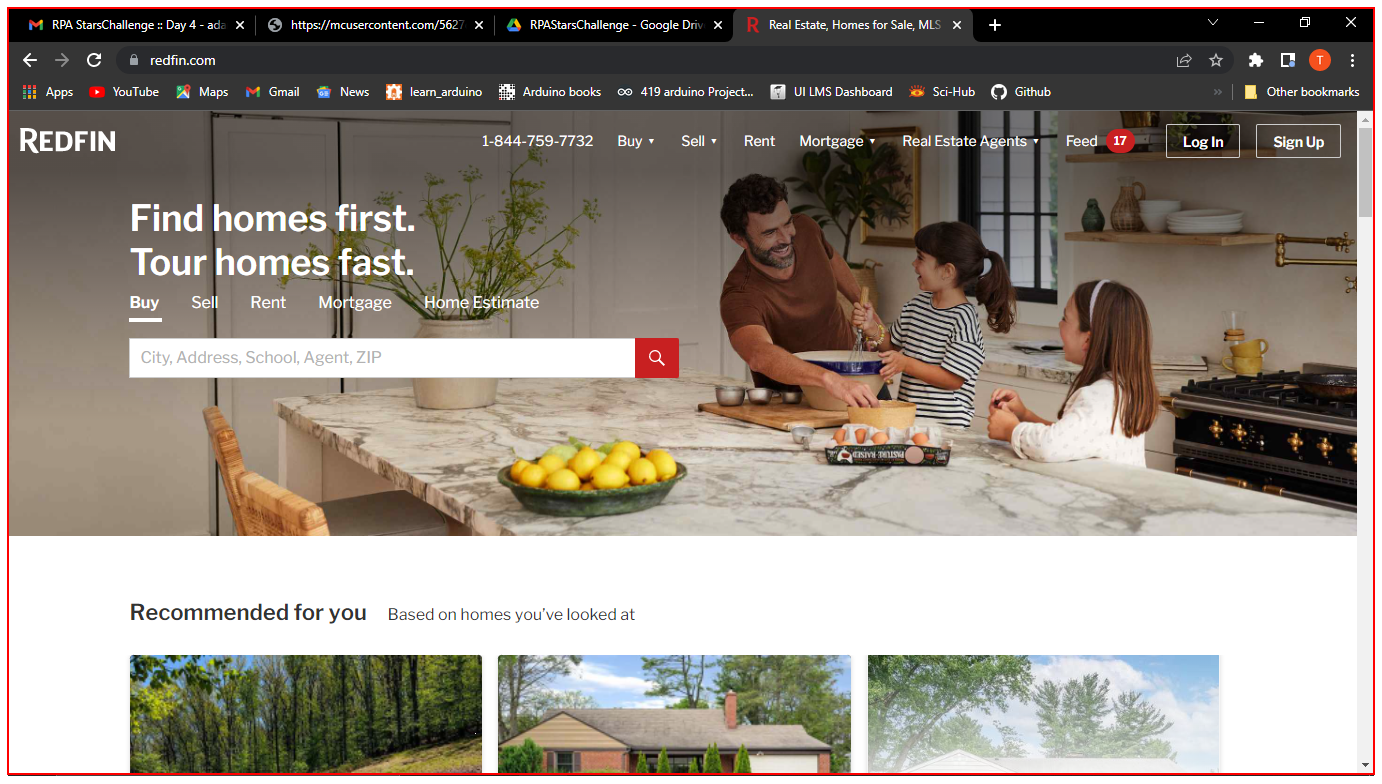 RPA StarsChallenge :: Day 4 - ada
https://mcusercontent.com/5627
RPAStarsChallenge - Google Driv
Real Estate, Homes for Sale, MLS
redfin.com
T
Apps
YouTube
Maps
Gmail
News
learn_arduino
Arduino books
419 arduino Project...
UI LMS Dashboard
Sci-Hub
Github
»
Other bookmarks
REDFIN
1-844-759-7732
Buy
Sell
Rent
Mortgage
Real Estate Agents
Feed
17
Log In
Sign Up
Find homes first.
Tour homes fast.
Buy
Sell
Rent
Mortgage
Home Estimate
City, Address, School, Agent, ZIP
PASTURE-RAISED
Recommended for you
Based on homes you've looked at